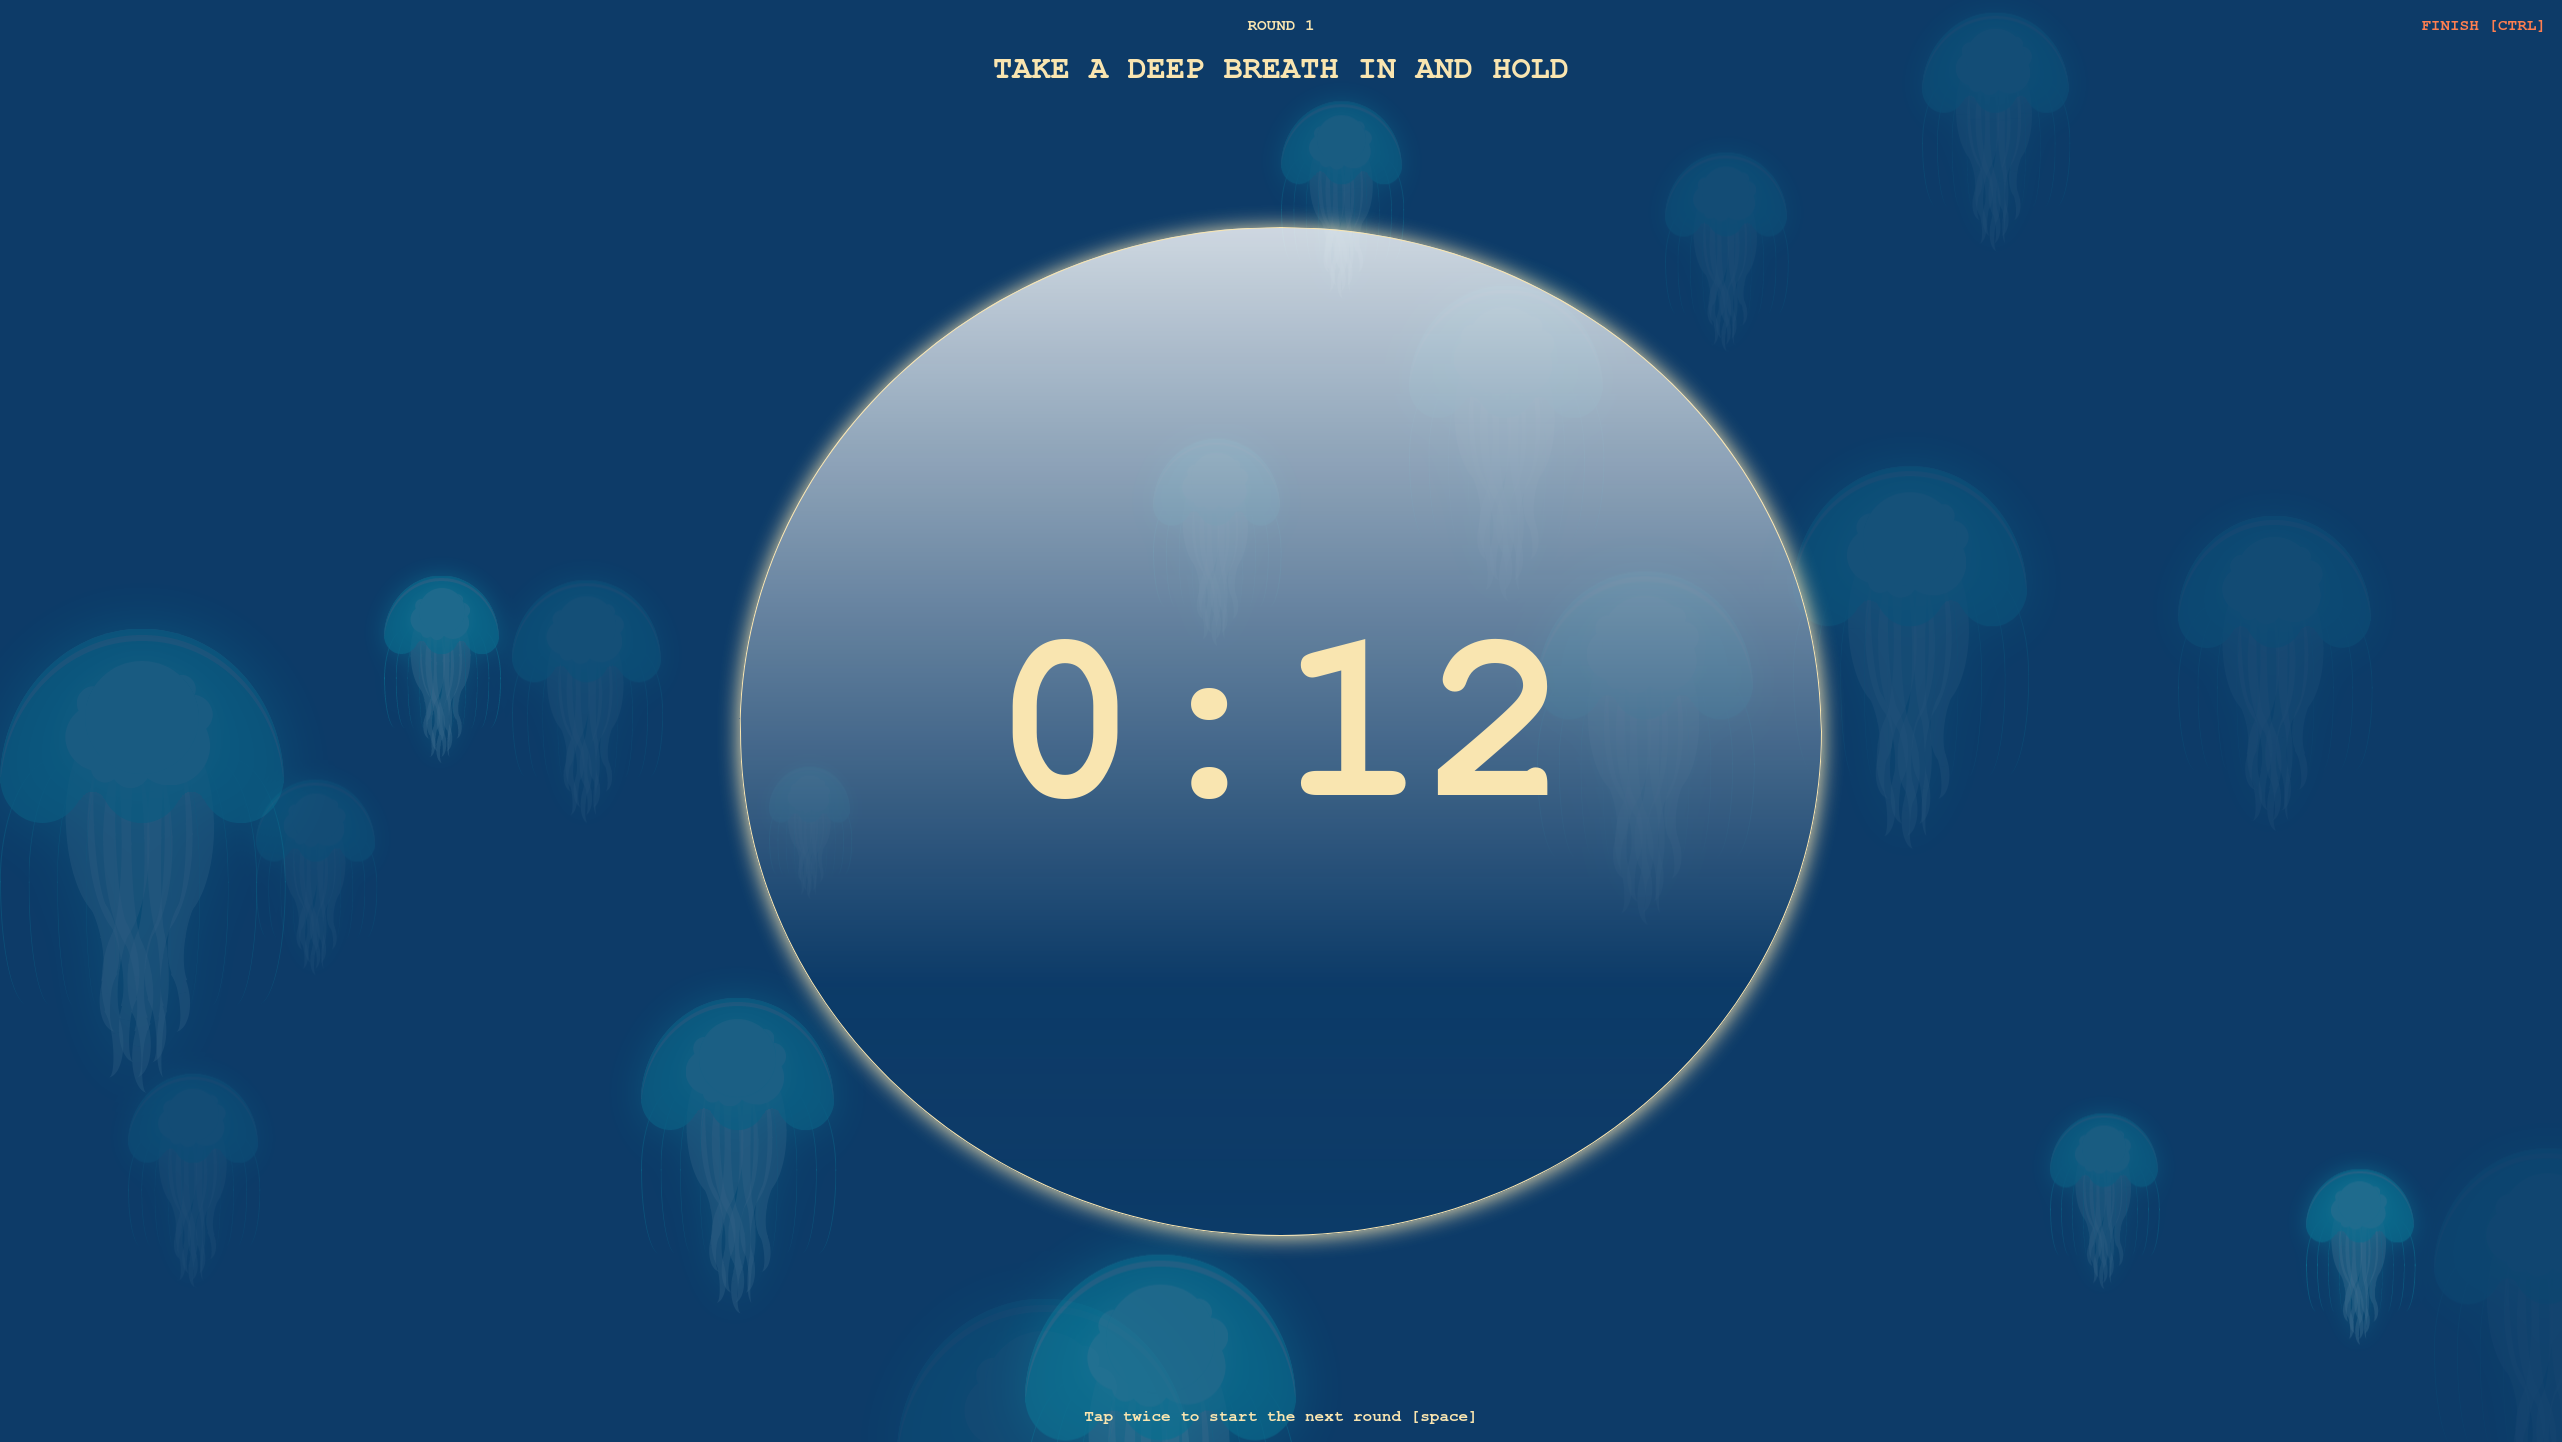 ROUND 1
FINISH [CTRL]
TAKE A DEEP BREATH IN AND HOLD
0:12
Tap twice to start the next round [space]